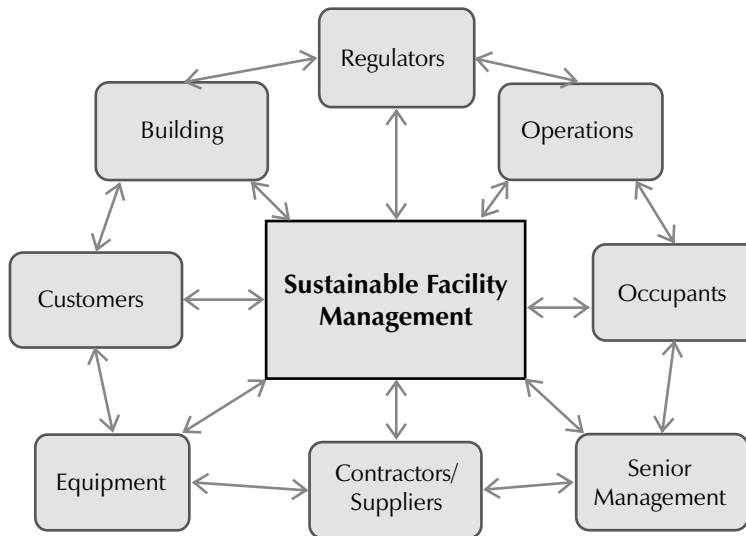 Regulators
Building
Operations
Customers
Sustainable Facility
Management
Occupants
Equipment
Contractors/
Suppliers
Senior
Management